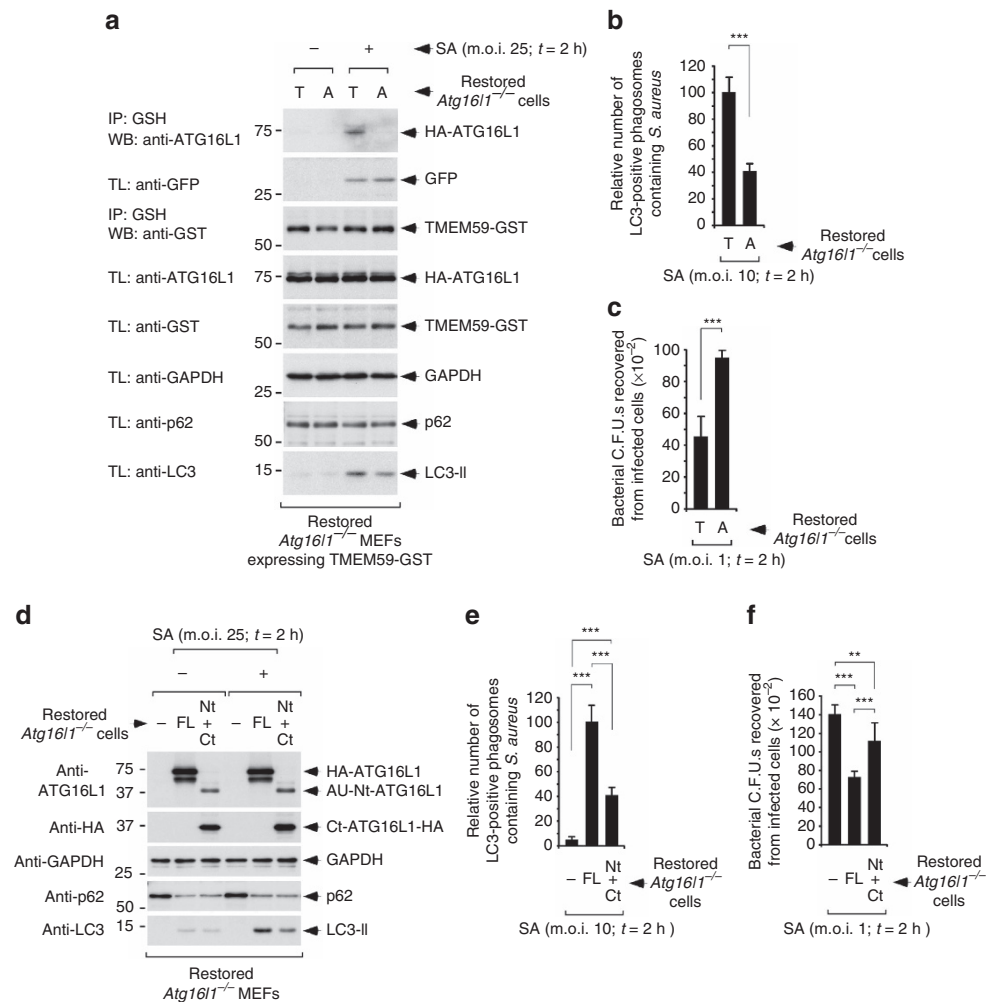 a
– +
SA (m.o.i. 25; t = 2 h)
T A T A
Restored
Atg16l1–/– cells
IP: GSH
WB: anti-ATG16L1
75
HA-ATG16L1
TL: anti-GFP
25
GFP
IP: GSH
WB: anti-GST
50
TMEM59-GST
TL: anti-ATG16L1
75
HA-ATG16L1
TL: anti-GST
50
TMEM59-GST
TL: anti-GAPDH
25
GAPDH
TL: anti-p62
50
p62
TL: anti-LC3
15
LC3-II
Restored
Atg16l1–/– MEFs
expressing TMEM59-GST
b
Relative number of
LC3-positive phagosomes
containing S. aureus
***
120
100
80
60
40
20
0
T A
Restored
Atg16l1–/– cells
SA (m.o.i. 10; t = 2 h)
c
Bacterial C.F.U.s recovered
from infected cells (×10–2)
***
100
80
60
40
20
0
T A
Restored
Atg16l1–/– cells
SA (m.o.i. 1; t = 2 h)
d
SA (m.o.i. 25; t = 2 h)
– +
Restored
Atg16l1–/–
cells
– FL Nt + Ct – FL Nt + Ct
Anti-
ATG16L1
75
37
HA-ATG16L1
AU-Nt-ATG16L1
Anti-HA
37
Ct-ATG16L1-HA
Anti-GAPDH
25
GAPDH
Anti-p62
50
p62
Anti-LC3
15
LC3-II
Restored
Atg16l1–/– MEFs
e
Relative number of
LC3-positive phagosomes
containing S. aureus
***
***
***
120
100
80
60
40
20
0
– FL Nt + Ct
Restored
Atg16l1–/–
cells
SA (m.o.i. 10; t = 2 h )
f
Bacterial C.F.U.s recovered
from infected cells (× 10–2)
**
***
***
160
140
120
100
80
60
40
20
0
– FL Nt + Ct
Restored
Atg16l1–/–
cells
SA (m.o.i. 1; t = 2 h )